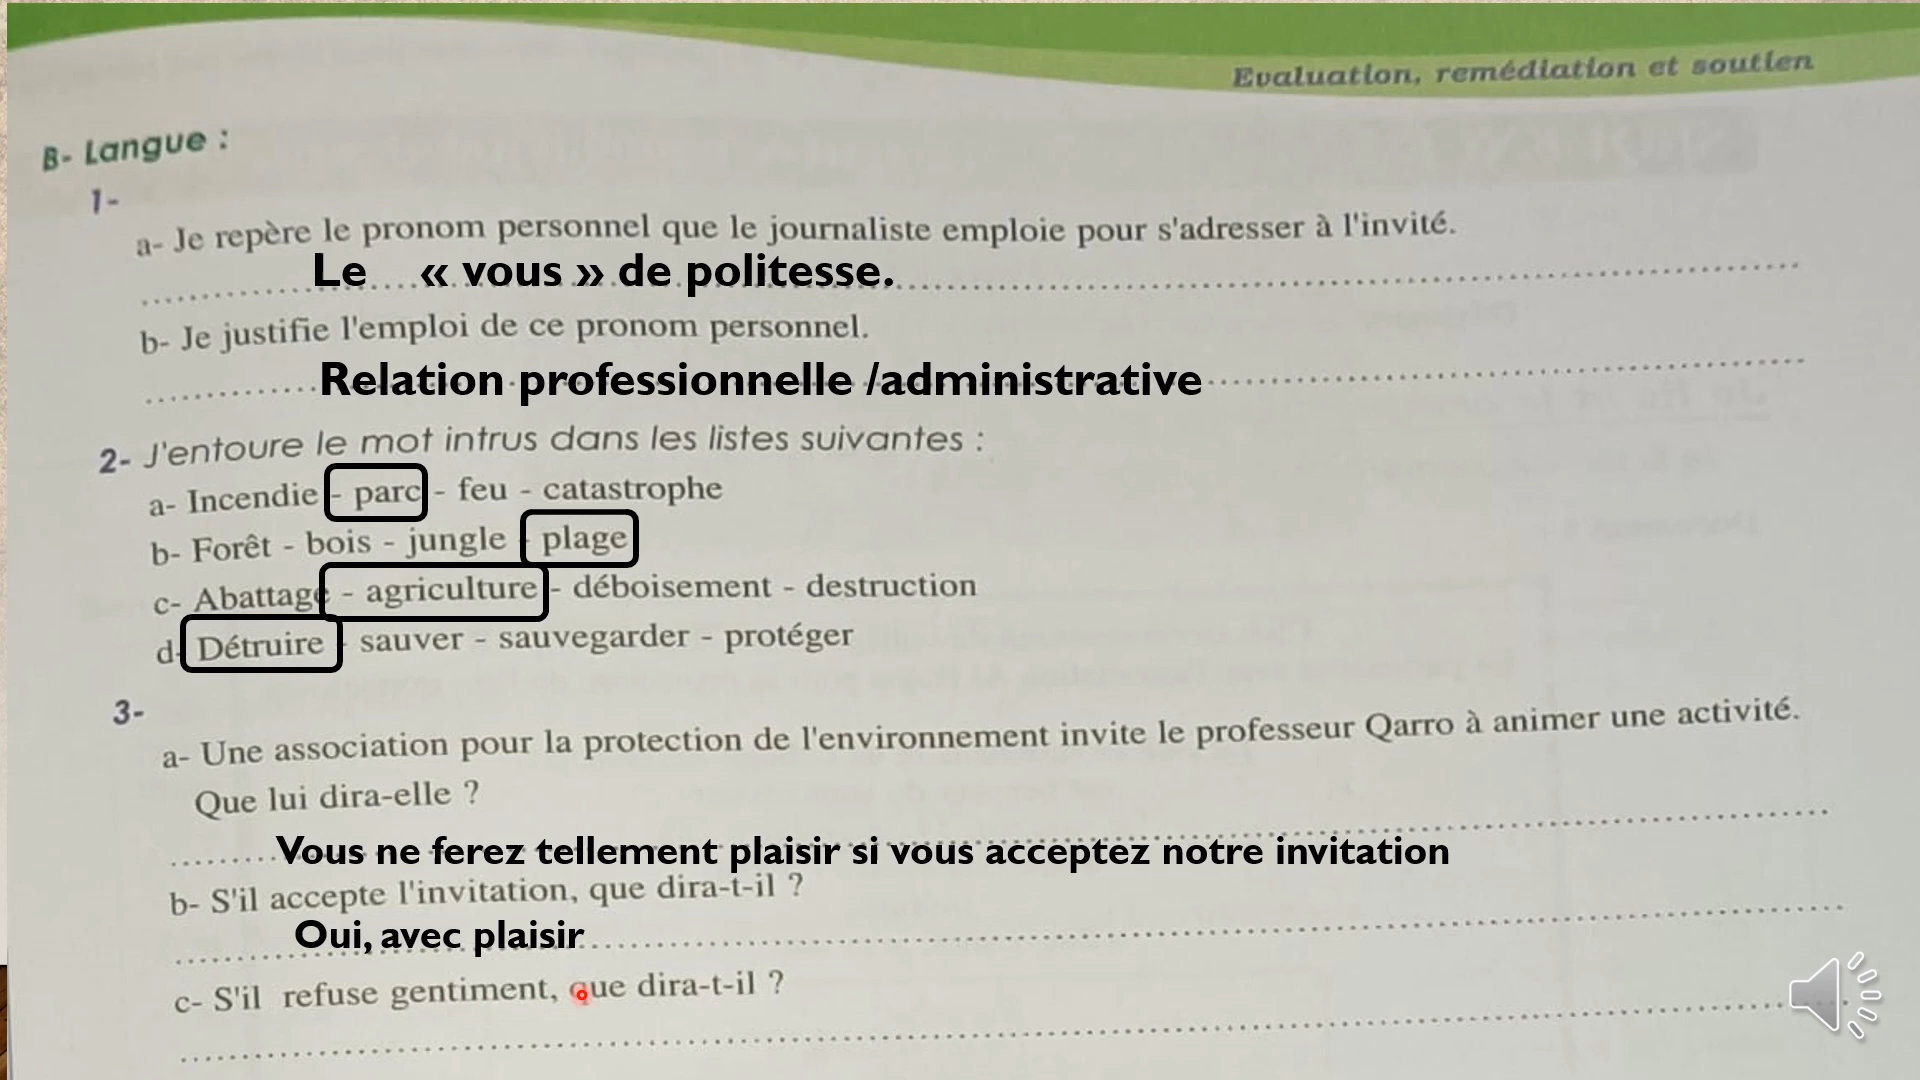 Evaluation, remédiation et soutien
B- Langue :
1-
a- Je repère le pronom personnel que le journaliste emploie pour s'adresser à l'invité.
Le « vous » de politesse.
b- Je justifie l'emploi de ce pronom personnel.
Relation professionnelle /administrative
2- J'entoure le mot intrus dans les listes suivantes :
a- Incendie - parc - feu - catastrophe
b- Forêt - bois - jungle - plage
c- Abattage - agriculture - déboisement - destruction
d- Détruire - sauver - sauvegarder - protéger
3-
a- Une association pour la protection de l'environnement invite le professeur Qarro à animer une activité.
Que lui dira-elle ?
Vous ne ferez tellement plaisir si vous acceptez notre invitation
b- S'il accepte l'invitation, que dira-t-il ?
Oui, avec plaisir
c- S'il refuse gentiment, que dira-t-il ?